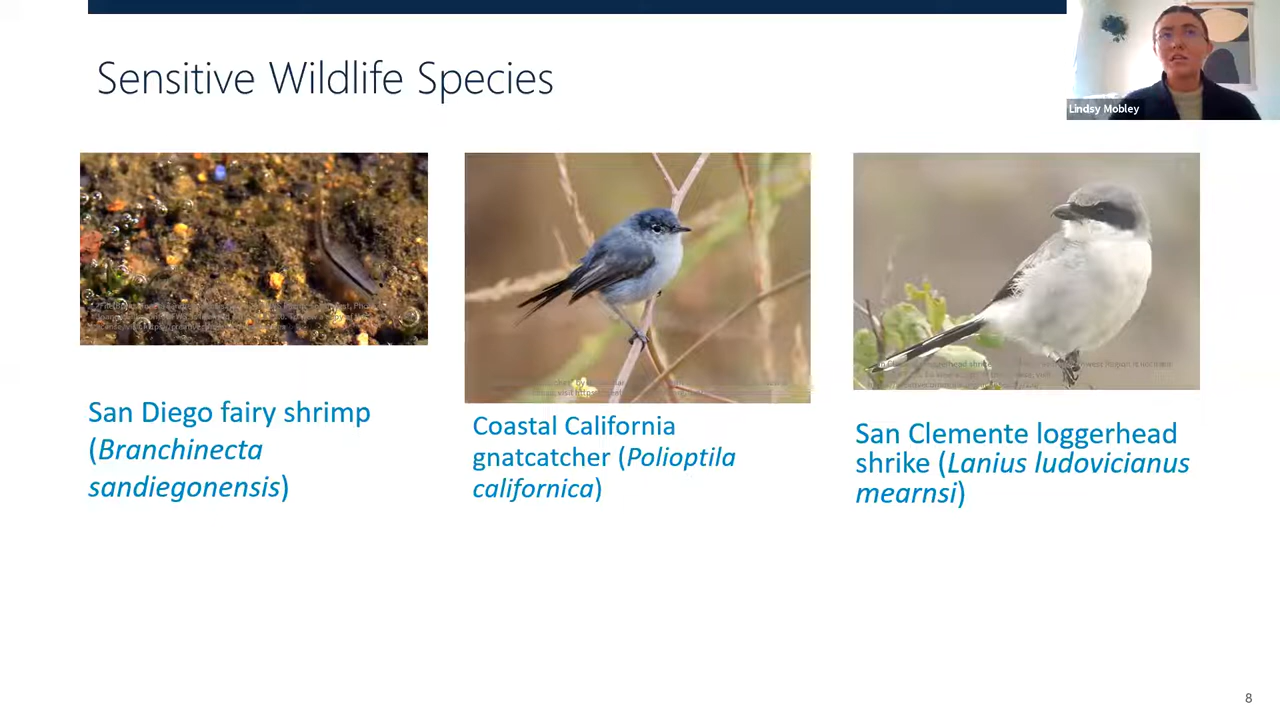 Sensitive Wildlife Species
Lindsy Mobley
San Diego fairy shrimp
(Branchinecta
sandiegonensis)
Coastal California
gnatcatcher (Polioptila
californica)
San Clemente loggerhead
shrike (Lanius ludovicianus
mearnsi)
8